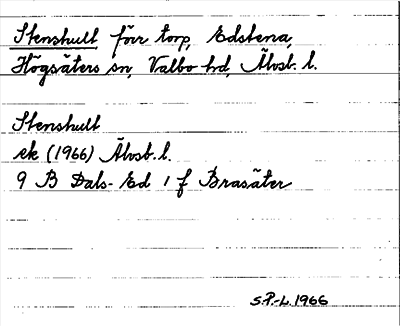 Stenshult förr torp, Edstena,
Högsäters sn, Valbo hd, Älvsb. l.
Stenshult
ek (1966) Älvsb. l.
9 B Dals-Ed 1 f Brasäter
S.P.-L. 1966